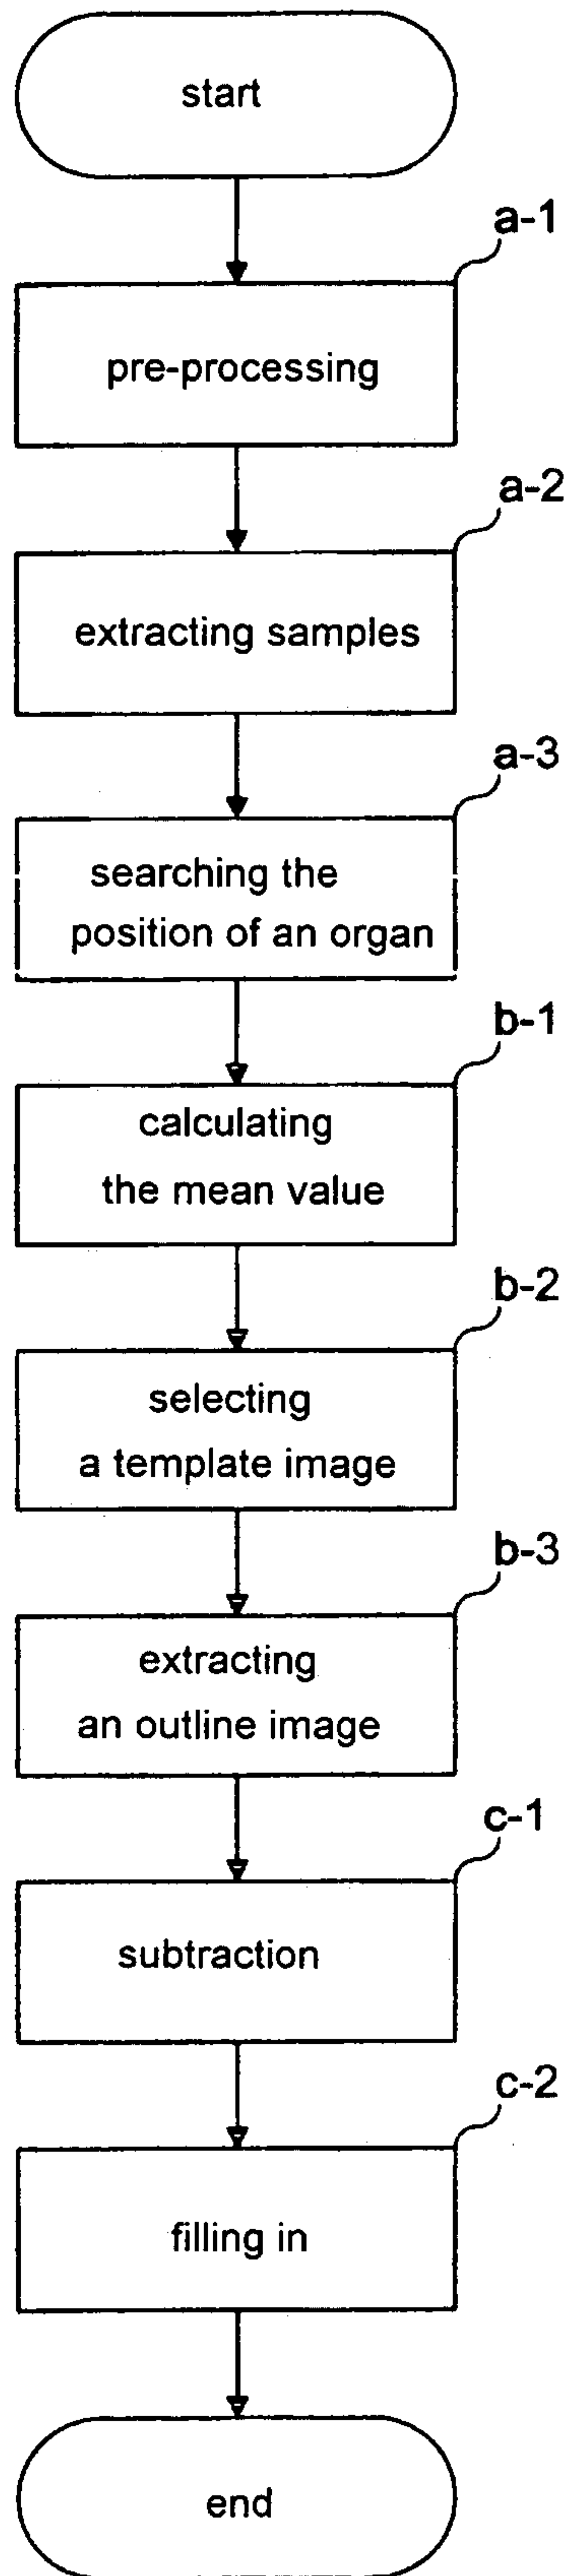 start
a-1
pre-processing
a-2
extracting samples
a-3
searching the
position of an organ
b-1
calculating
the mean value
b-2
selecting
a template image
b-3
extracting
an outline image
c-1
subtraction
c-2
filling in
end